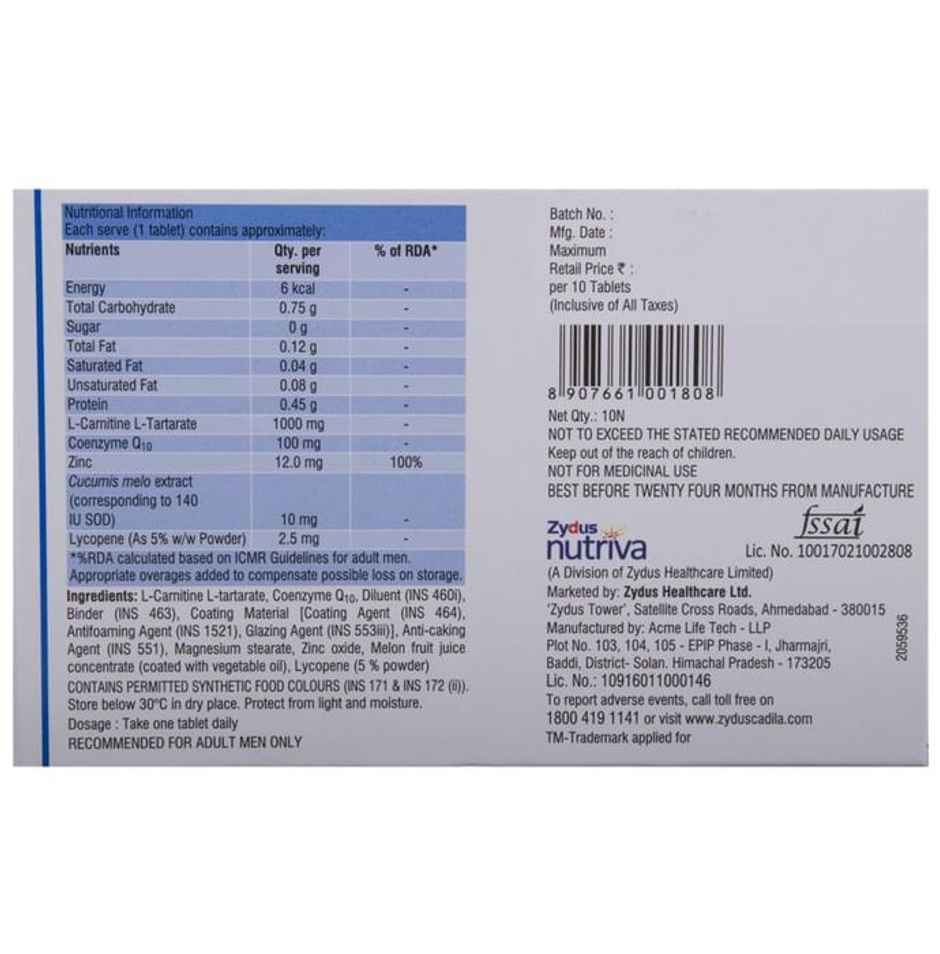 Nutritional Information
Each serve (1 tablet) contains approximately:
Nutrients Qty. per serving % of RDA*
Energy 6 kcal -
Total Carbohydrate 0.75 g -
Sugar 0 g -
Total Fat 0.12 g -
Saturated Fat 0.04 g -
Unsaturated Fat 0.08 g -
Protein 0.45 g -
L-Carnitine L-Tartarate 1000 mg -
Coenzyme Q10 100 mg -
Zinc 12.0 mg 100%
Cucumis melo extract
(corresponding to 140
IU SOD) 10 mg -
Lycopene (As 5% w/w Powder) 2.5 mg -
*%RDA calculated based on ICMR Guidelines for adult men.
Appropriate overages added to compensate possible loss on storage.
Ingredients: L-Carnitine L-tartarate, Coenzyme Q10, Diluent (INS 460i),
Binder (INS 463), Coating Material [Coating Agent (INS 464),
Antifoaming Agent (INS 1521), Glazing Agent (INS 553iii)], Anti-caking
Agent (INS 551), Magnesium stearate, Zinc oxide, Melon fruit juice
concentrate (coated with vegetable oil), Lycopene (5 % powder)
CONTAINS PERMITTED SYNTHETIC FOOD COLOURS (INS 171 & INS 172 (ii)).
Store below 30°C in dry place. Protect from light and moisture.
Dosage : Take one tablet daily
RECOMMENDED FOR ADULT MEN ONLY
Batch No. :
Mfg. Date :
Maximum
Retail Price ₹ :
per 10 Tablets
(Inclusive of All Taxes)
8 907661 001808
Net Qty.: 10N
NOT TO EXCEED THE STATED RECOMMENDED DAILY USAGE
Keep out of the reach of children.
NOT FOR MEDICINAL USE
BEST BEFORE TWENTY FOUR MONTHS FROM MANUFACTURE
Zydus
nutriva
fssai
Lic. No. 10017021002808
(A Division of Zydus Healthcare Limited)
Marketed by: Zydus Healthcare Ltd.
'Zydus Tower', Satellite Cross Roads, Ahmedabad - 380015
Manufactured by: Acme Life Tech - LLP
Plot No. 103, 104, 105 - EPIP Phase - I, Jharmajri,
Baddi, District- Solan. Himachal Pradesh - 173205
Lic. No.: 10916011000146
To report adverse events, call toll free on
1800 419 1141 or visit www.zyduscadila.com
TM-Trademark applied for
2059536